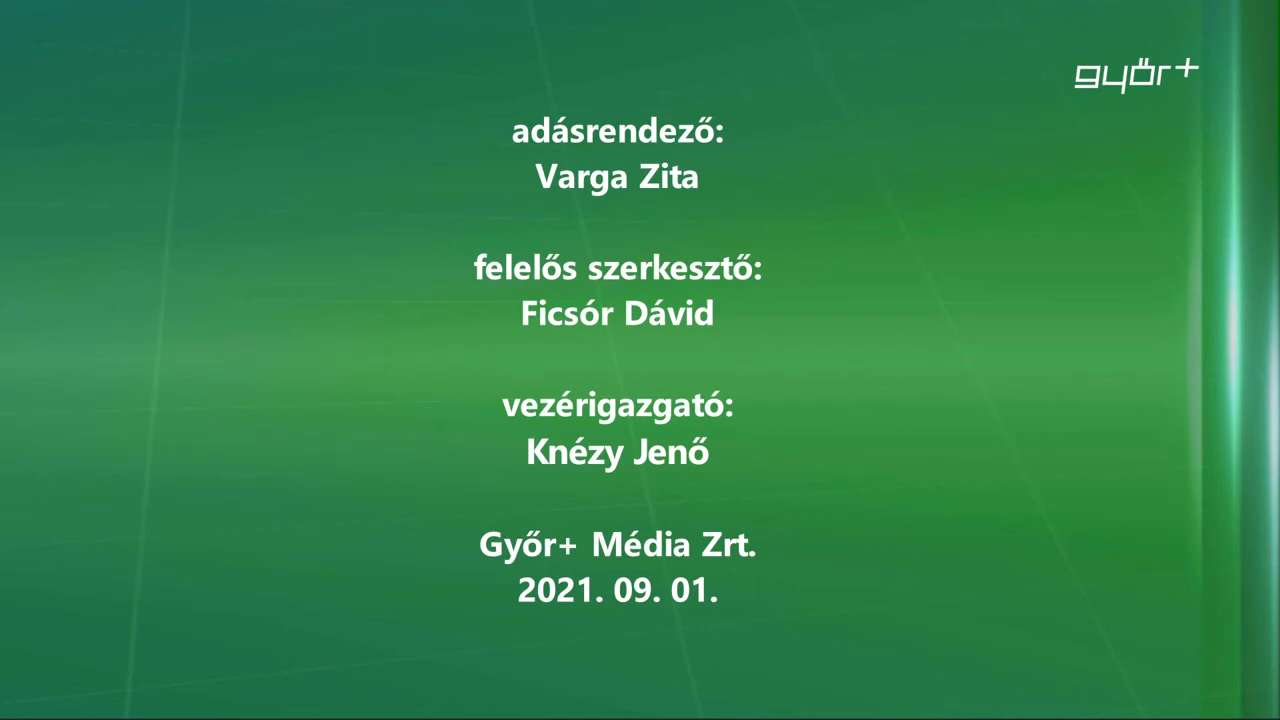 győr+
adásrendező:
Varga Zita
felelős szerkesztő:
Ficsór Dávid
vezérigazgató:
Knézy Jenő
Győr+ Média Zrt.
2021. 09. 01.